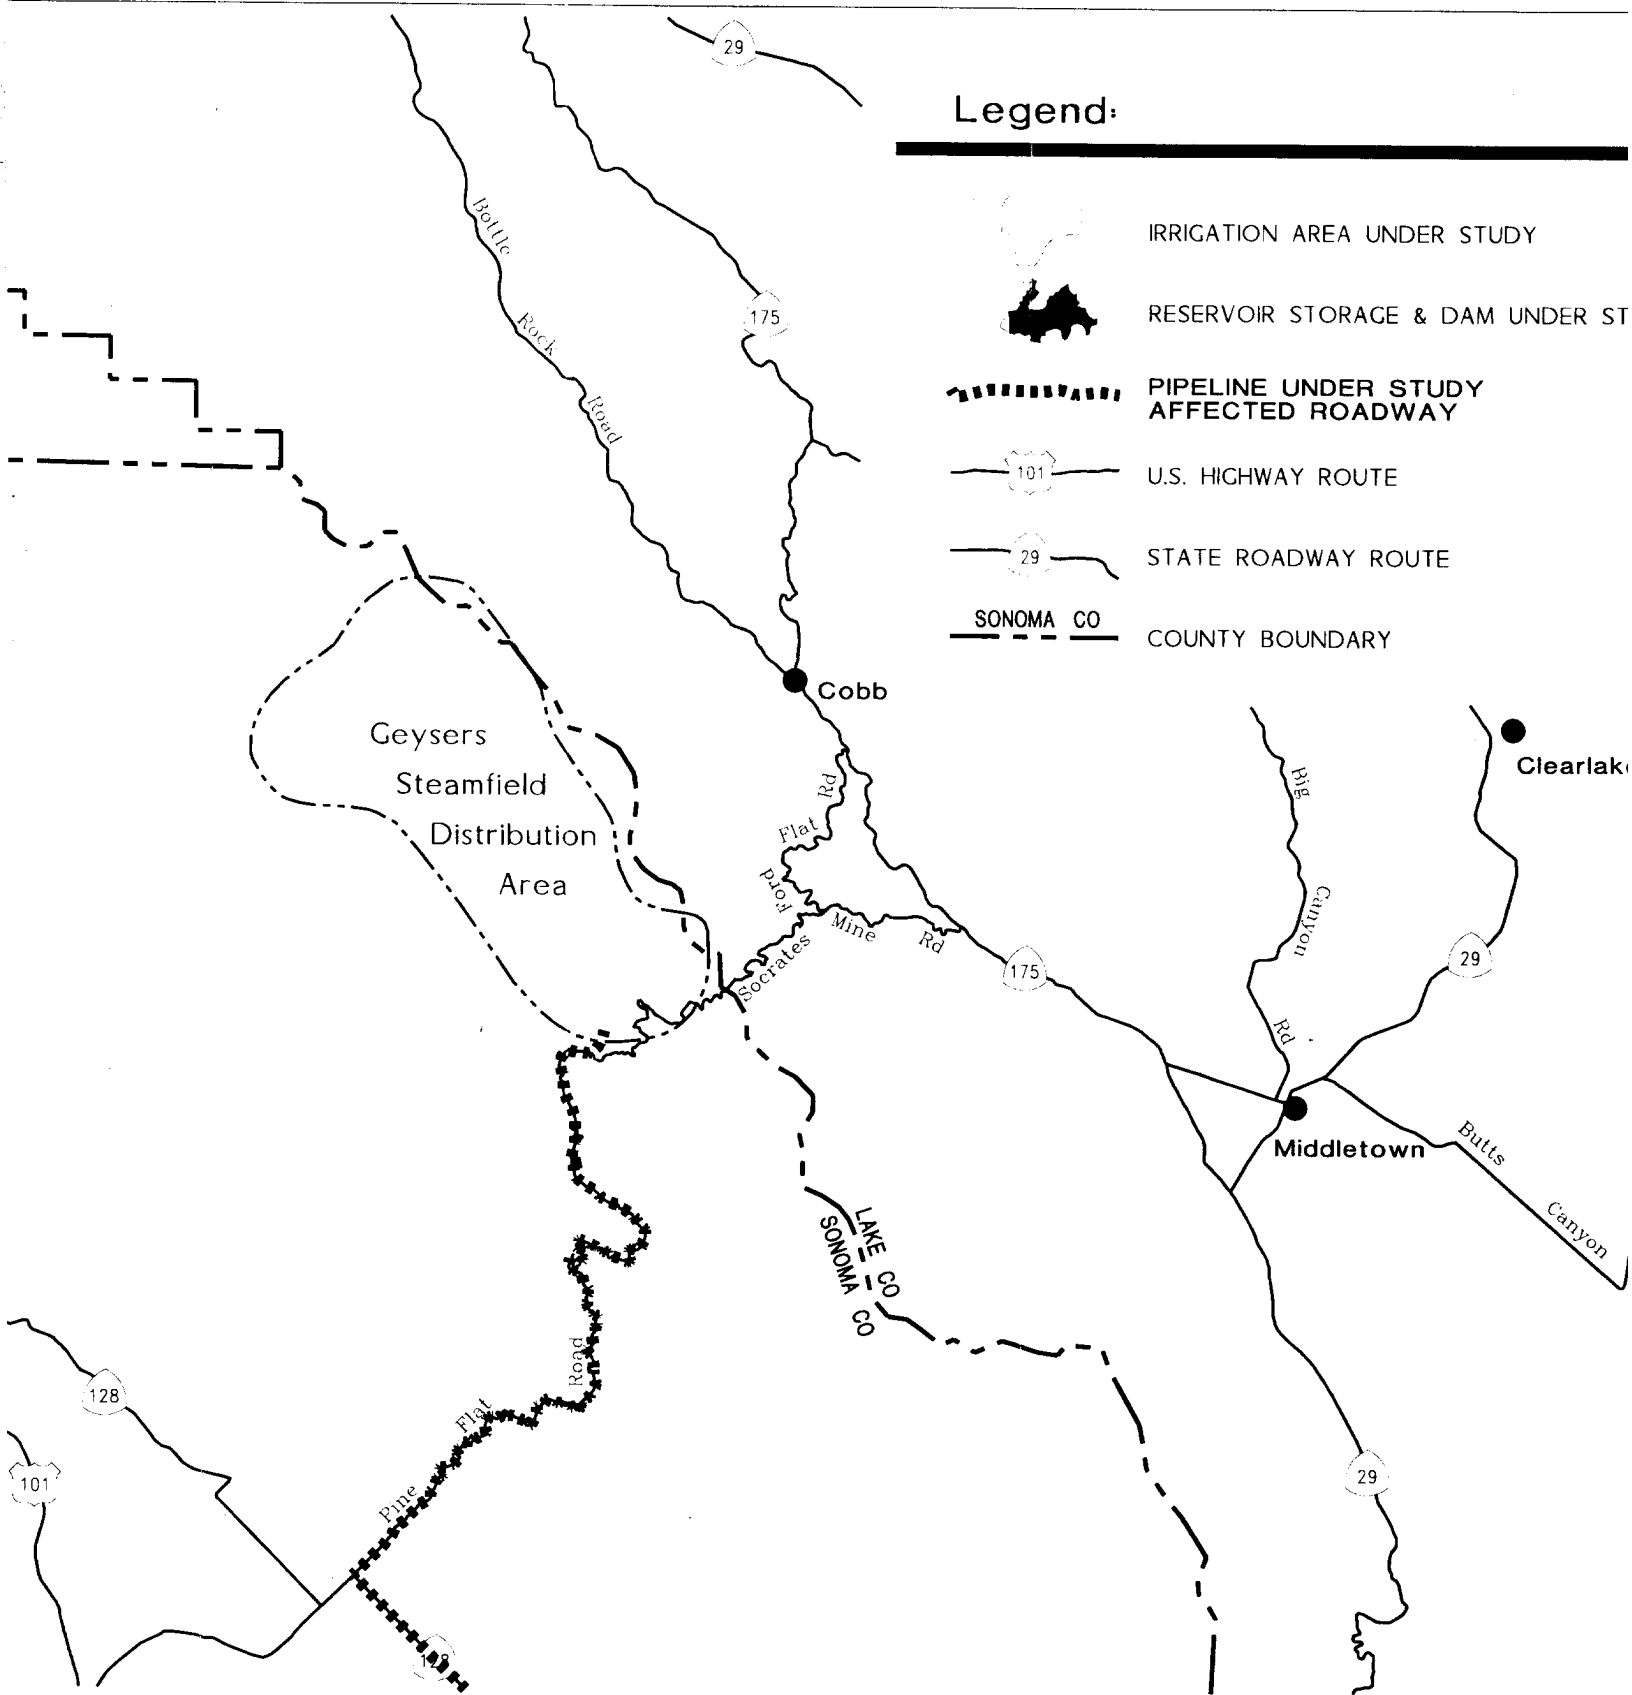 29
Legend:
IRRIGATION AREA UNDER STUDY
RESERVOIR STORAGE & DAM UNDER ST
PIPELINE UNDER STUDY
AFFECTED ROADWAY
101
U.S. HIGHWAY ROUTE
29
STATE ROADWAY ROUTE
SONOMA CO
COUNTY BOUNDARY
Bottle
Rock
Road
175
Cobb
Geysers
Steamfield
Distribution
Area
Ford
Flat
Rd
Socrates
Mine
Rd
175
Big
Canyon
Rd
Clearlake
29
Middletown
Butts
Canyon
LAKE CO
SONOMA CO
128
101
Pine
Flat
Road
128
29